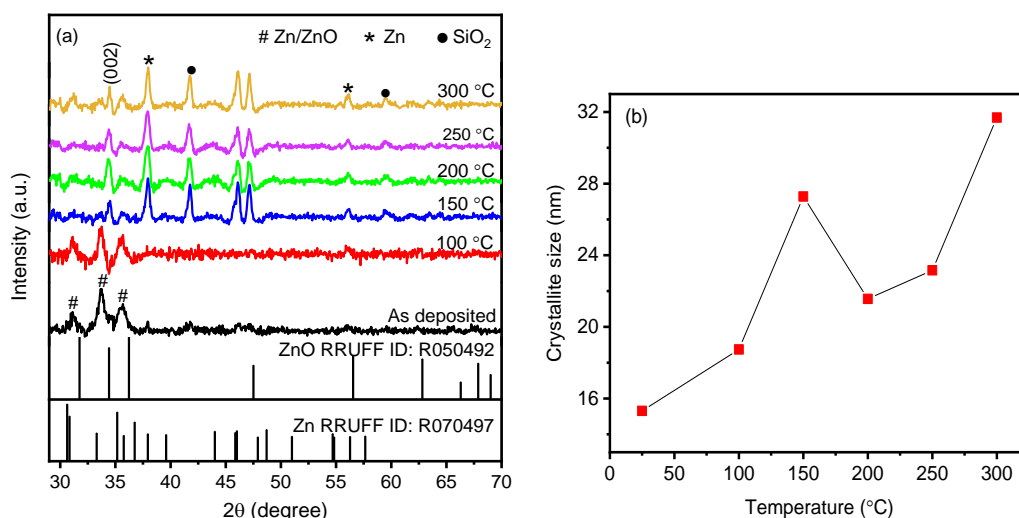 (a)
# Zn/ZnO * Zn ● SiO₂
(002)
*
●
300 °C
*
●
250 °C
200 °C
150 °C
100 °C
#
#
#
As deposited
ZnO RRUFF ID: R050492
Zn RRUFF ID: R070497
Intensity (a.u.)
30 35 40 45 50 55 60 65 70
2θ (degree)
(b)
32
28
24
20
16
Crystallite size (nm)
0 50 100 150 200 250 300
Temperature (°C)